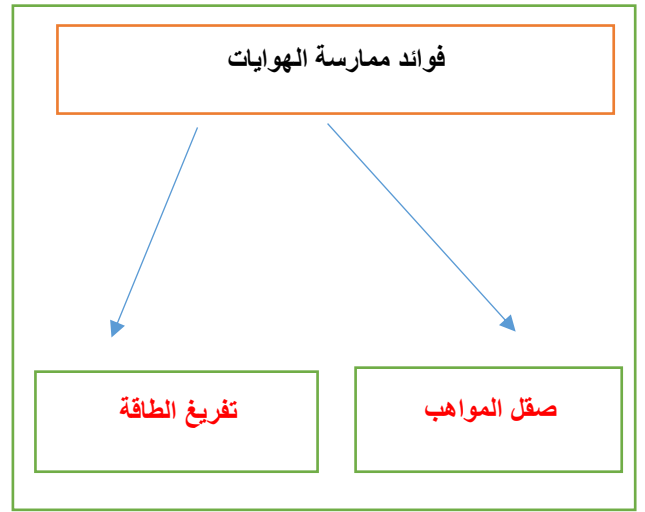 فوائد ممارسة الهوايات
صقل المواهب
تفريغ الطاقة